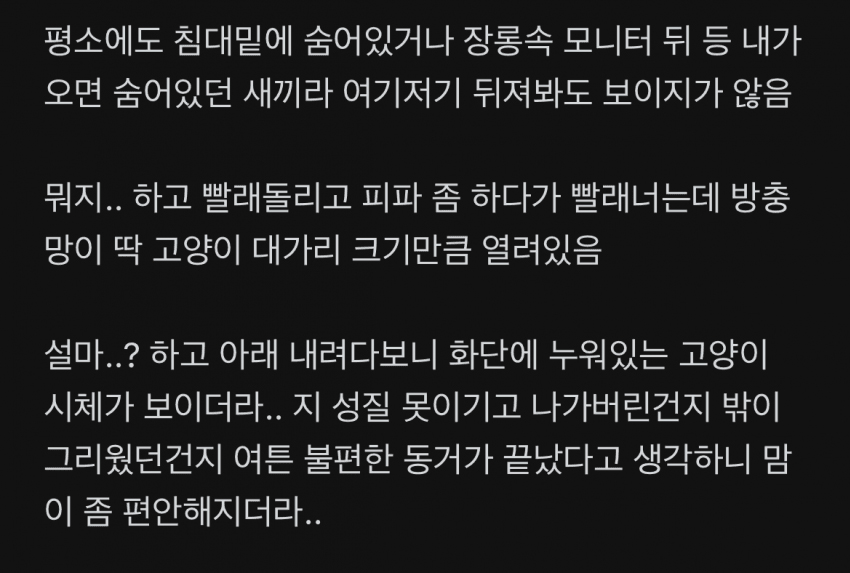 평소에도 침대밑에 숨어있거나 장롱속 모니터 뒤 등 내가
오면 숨어있던 새끼라 여기저기 뒤져봐도 보이지가 않음
뭐지.. 하고 빨래돌리고 피파 좀 하다가 빨래너는데 방충
망이 딱 고양이 대가리 크기만큼 열려있음
설마..? 하고 아래 내려다보니 화단에 누워있는 고양이
시체가 보이더라.. 지 성질 못이기고 나가버린건지 밖이
그리웠던건지 여튼 불편한 동거가 끝났다고 생각하니 맘
이 좀 편안해지더라..